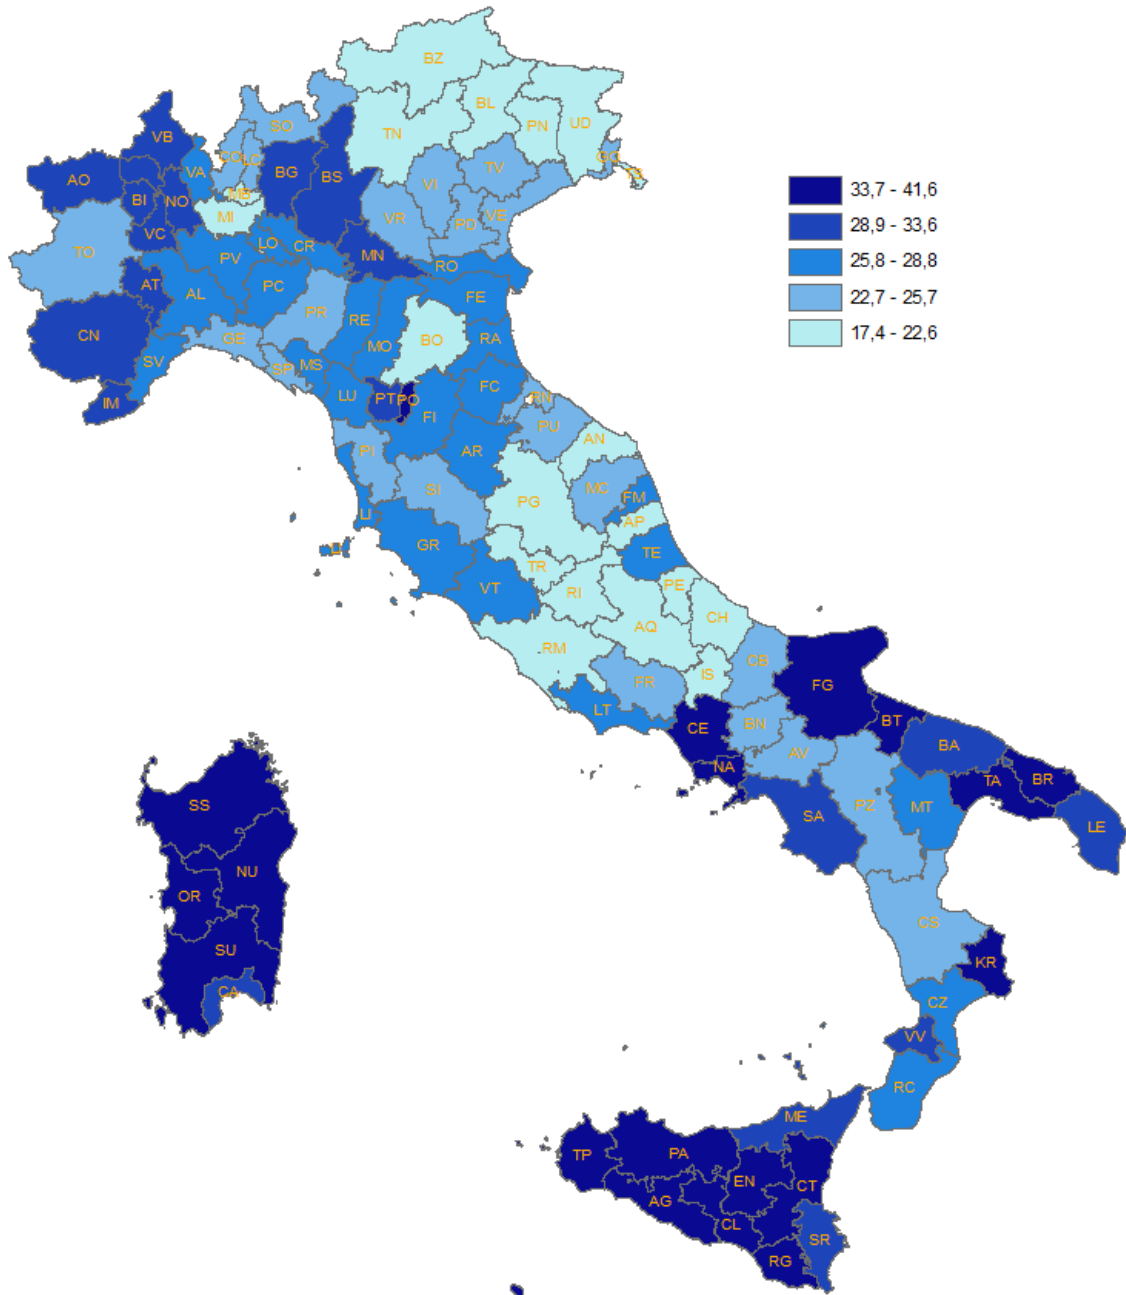 BZ
BL
PN
UD
TN
SO
VB
AO
VA
CO
LC
BG
BS
BI
NO
MB
MI
VC
TO
VI
TV
GO
TS
VR
PD
VE
33,7 - 41,6
28,9 - 33,6
25,8 - 28,8
22,7 - 25,7
17,4 - 22,6
PV
LO
CR
MN
RO
AT
AL
PC
FE
CN
PR
RE
GE
MO
BO
RA
SV
SP
MS
FC
IM
LU
PT
PO
FI
RN
PU
AR
AN
PI
SI
MC
FM
PG
LI
AP
GR
LI
TE
TR
VT
RI
PE
CH
AQ
RM
IS
CB
FR
FG
LT
CE
BN
BT
AV
BA
NA
TA
BR
SA
PZ
MT
LE
SS
NU
OR
SU
CA
CS
KR
CZ
VV
RC
ME
TP
PA
EN
CT
AG
CL
SR
RG